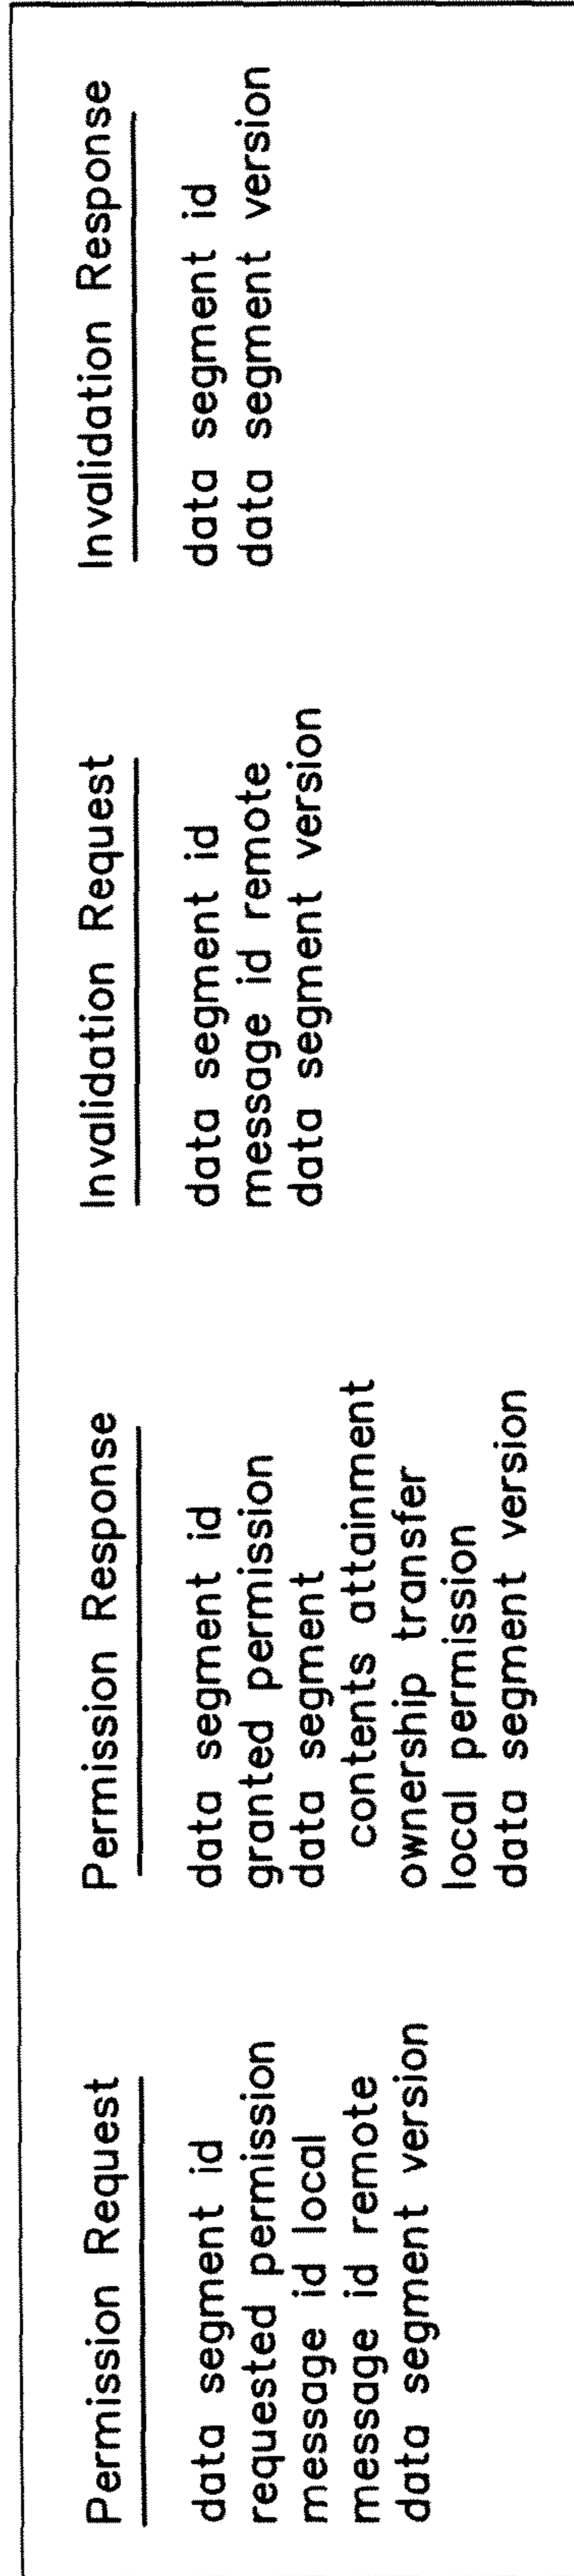 Permission Request
data segment id
requested permission
message id local
message id remote
data segment version
Permission Response
data segment id
granted permission
data segment
contents attainment
ownership transfer
local permission
data segment version
Invalidation Request
data segment id
message id remote
data segment version
Invalidation Response
data segment id
data segment version